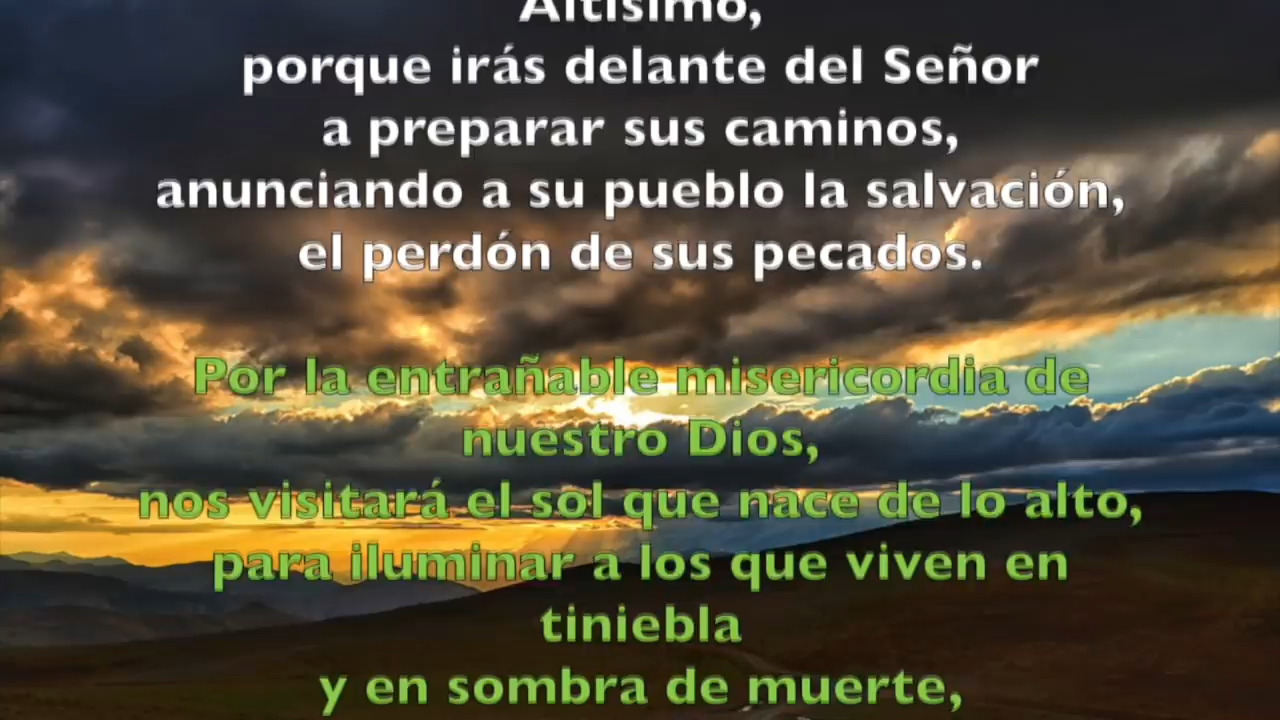 Altísimo,
porque irás delante del Señor
a preparar sus caminos,
anunciando a su pueblo la salvación,
el perdón de sus pecados.
Por la entrañable misericordia de
nuestro Dios,
nos visitará el sol que nace de lo alto,
para iluminar a los que viven en
tiniebla
y en sombra de muerte,